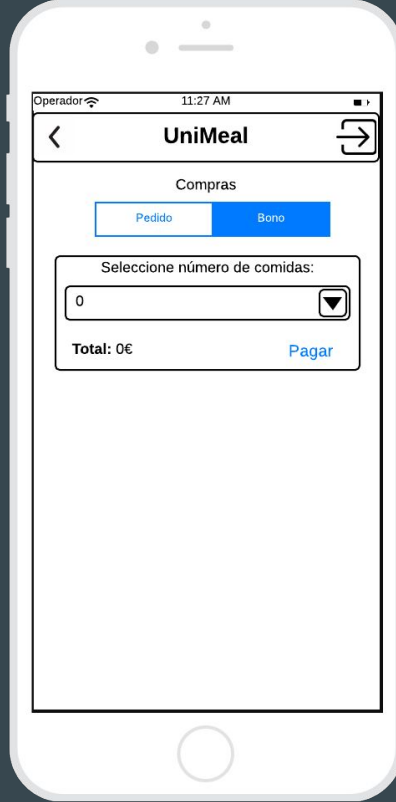 Operador 11:27 AM
UniMeal
Compras
Pedido Bono
Seleccione número de comidas:
0
Total: 0€ Pagar